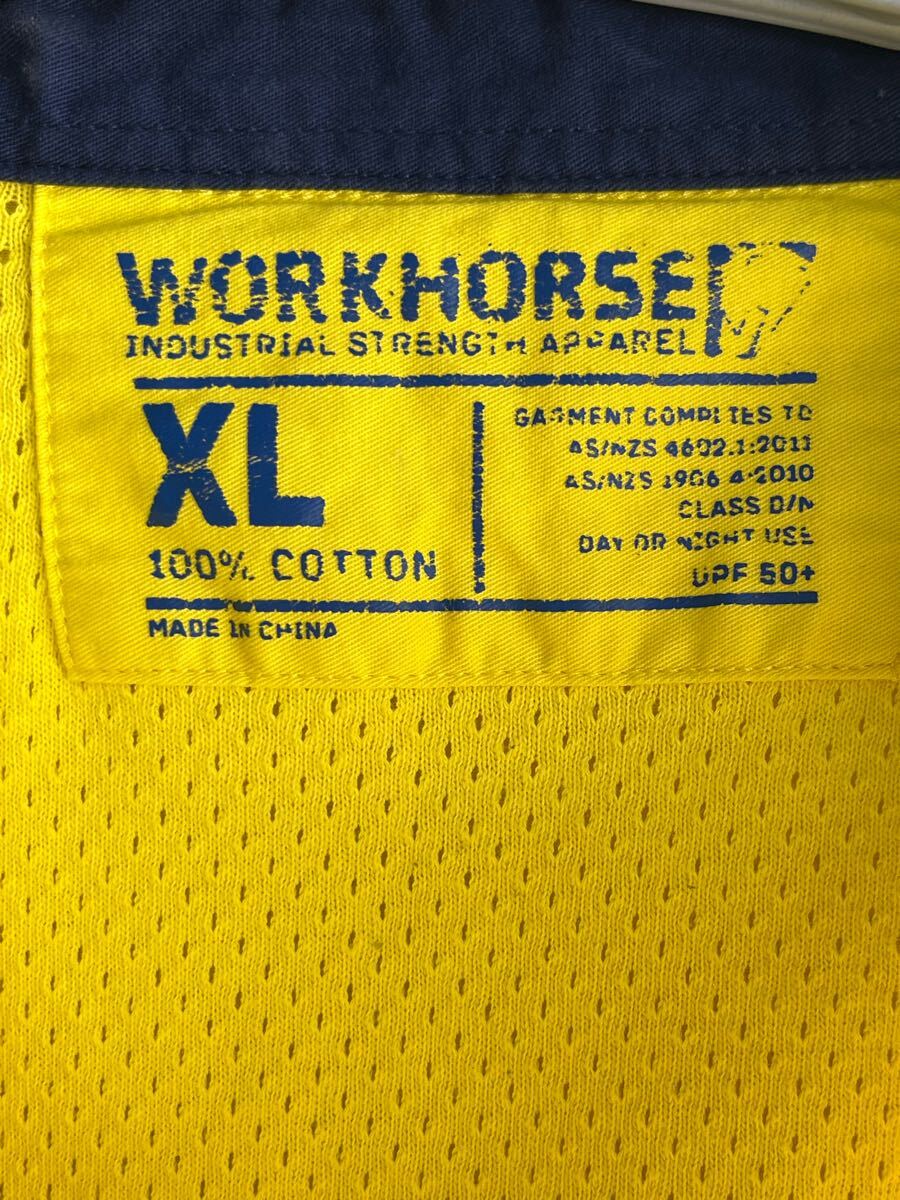 WORKHORSE
INDUSTRIAL STRENGTH APPAREL
XL
100% COTTON
GARMENT COMPLIES TO
AS/NZS 4602.1:2011
AS/NZS 1906.4:2010
CLASS D/N
DAY OR NIGHT USE
UPF 50+
MADE IN CHINA